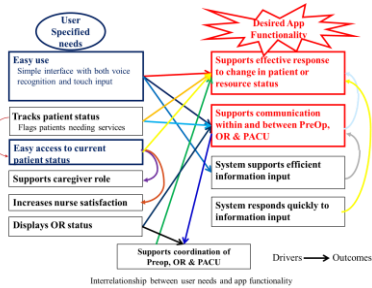 User
Specified
needs
Desired App
Functionality
Easy use
Simple interface with both voice
recognition and touch input
Tracks patient status
Flags patients needing services
Easy access to current
patient status
Supports caregiver role
Increases nurse satisfaction
Displays OR status
Supports effective response
to change in patient or
resource status
Supports communication
within and between PreOp,
OR & PACU
System supports efficient
information input
System responds quickly to
information input
Supports coordination of
Preop, OR & PACU
Drivers
Outcomes
Interrelationship between user needs and app functionality